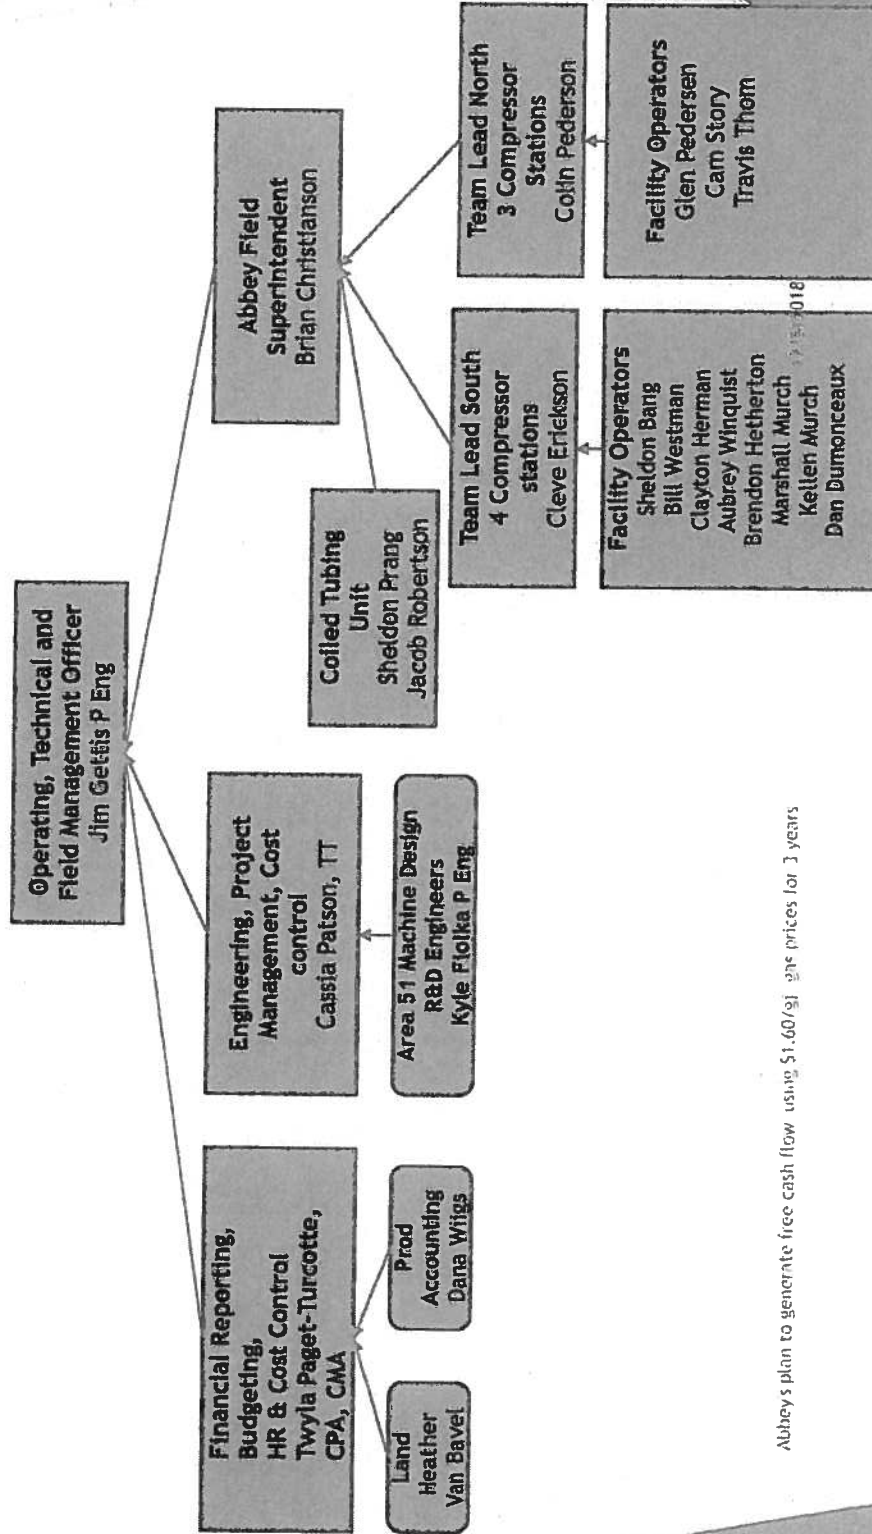 Operating, Technical and
Field Management Officer
Jim Gettis P Eng
Financial Reporting,
Budgeting,
HR & Cost Control
Twyla Paget-Turcotte,
CPA, CMA
Engineering, Project
Management, Cost
control
Cassia Patson, TT
Abbey Field
Superintendent
Brian Christianson
Land
Heather
Van Bavel
Prod
Accounting
Dana Wiigs
Area 51 Machine Design
R&D Engineers
Kyle Fiolka P Eng
Coiled Tubing
Unit
Sheldon Prang
Jacob Robertson
Team Lead South
4 Compressor
stations
Cleve Erickson
Team Lead North
3 Compressor
Stations
Colin Pederson
Facility Operators
Sheldon Bang
Bill Westman
Clayton Herman
Aubrey Winquist
Brendon Hetherton
Marshall Murch
Kellen Murch
Dan Dumonceaux
Facility Operators
Glen Pedersen
Cam Story
Travis Thom
Abbeys plan to generate free cash flow using $1.60/gj gas prices for 3 years